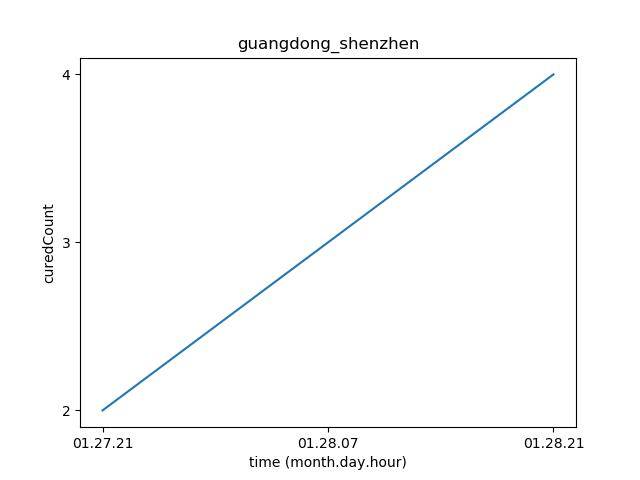 guangdong_shenzhen
4
3
2
curedCount
01.27.21
01.28.07
01.28.21
time (month.day.hour)